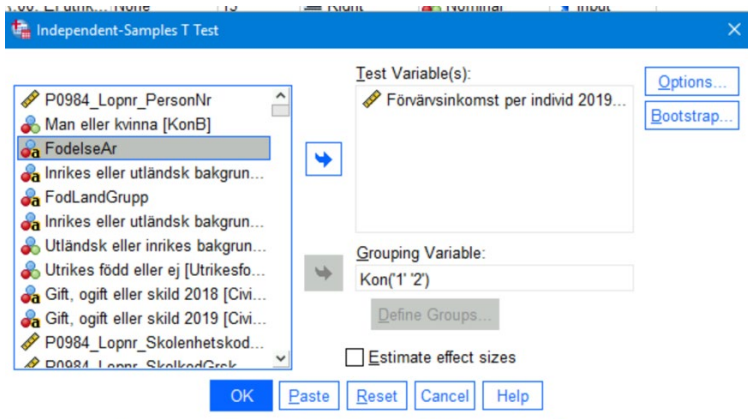 None
Independent-Samples T Test
P0984_Lopnr_PersonNr
Man eller kvinna [KonB]
FodelseAr
Inrikes eller utländsk bakgrun...
FodLandGrupp
Inrikes eller utländsk bakgrun...
Utländsk eller inrikes bakgrun...
Utrikes född eller ej [Utrikesfo...
Gift, ogift eller skild 2018 [Civi...
Gift, ogift eller skild 2019 [Civi...
P0984_Lopnr_Skolenhetskod...
P0984_Lopnr_SkolkodGrsk
Test Variable(s):
Förvärvsinkomst per individ 2019...
Grouping Variable:
Kon('1' '2')
Define Groups...
Estimate effect sizes
Options...
Bootstrap...
OK Paste Reset Cancel Help